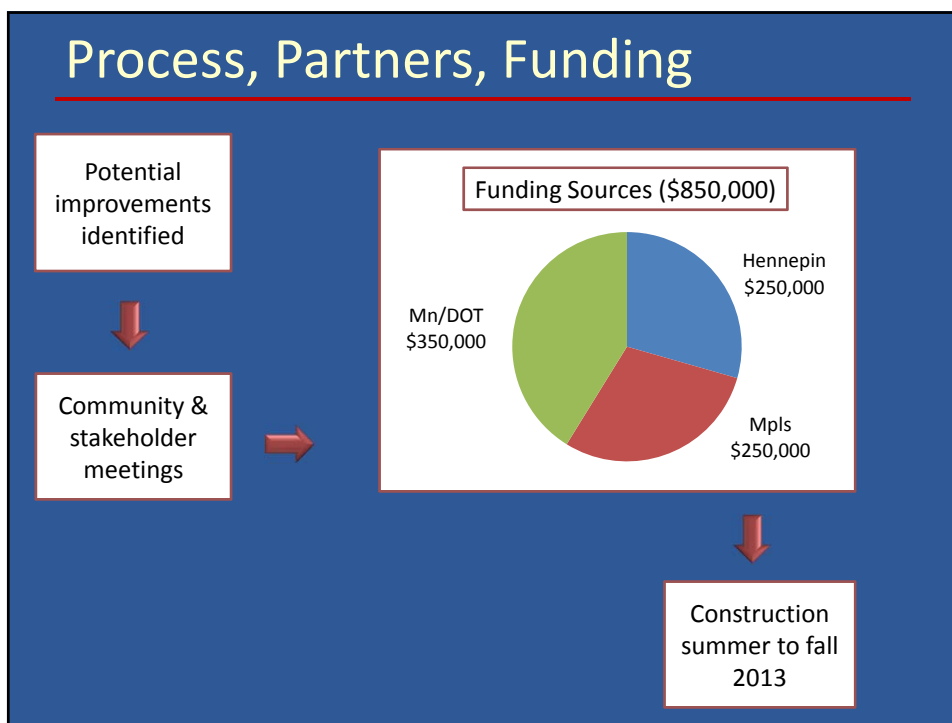 Process, Partners, Funding
Potential
improvements
identified
Community &
stakeholder
meetings
Funding Sources ($850,000)
Hennepin
$250,000
Mn/DOT
$350,000
Mpls
$250,000
Construction
summer to fall
2013